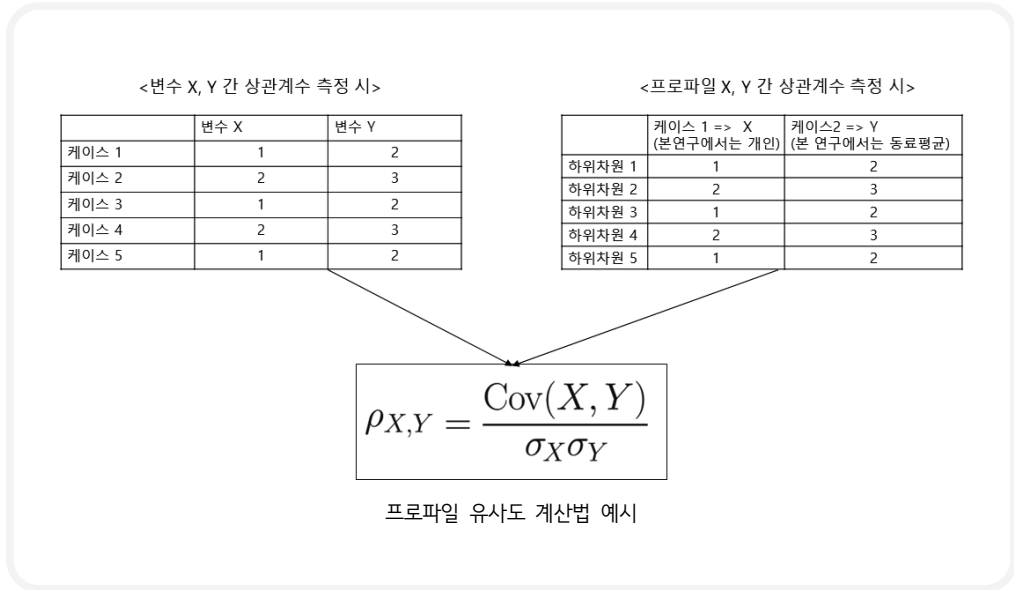 <변수 X, Y 간 상관계수 측정 시>
변수 X 변수 Y
케이스 1 1 2
케이스 2 2 3
케이스 3 1 2
케이스 4 2 3
케이스 5 1 2
<프로파일 X, Y 간 상관계수 측정 시>
케이스 1 => X 케이스2 => Y
(본연구에서는 개인) (본 연구에서는 동료평균)
하위차원 1 1 2
하위차원 2 2 3
하위차원 3 1 2
하위차원 4 2 3
하위차원 5 1 2
ρX,Y = Cov(X, Y) / σXσY
프로파일 유사도 계산법 예시